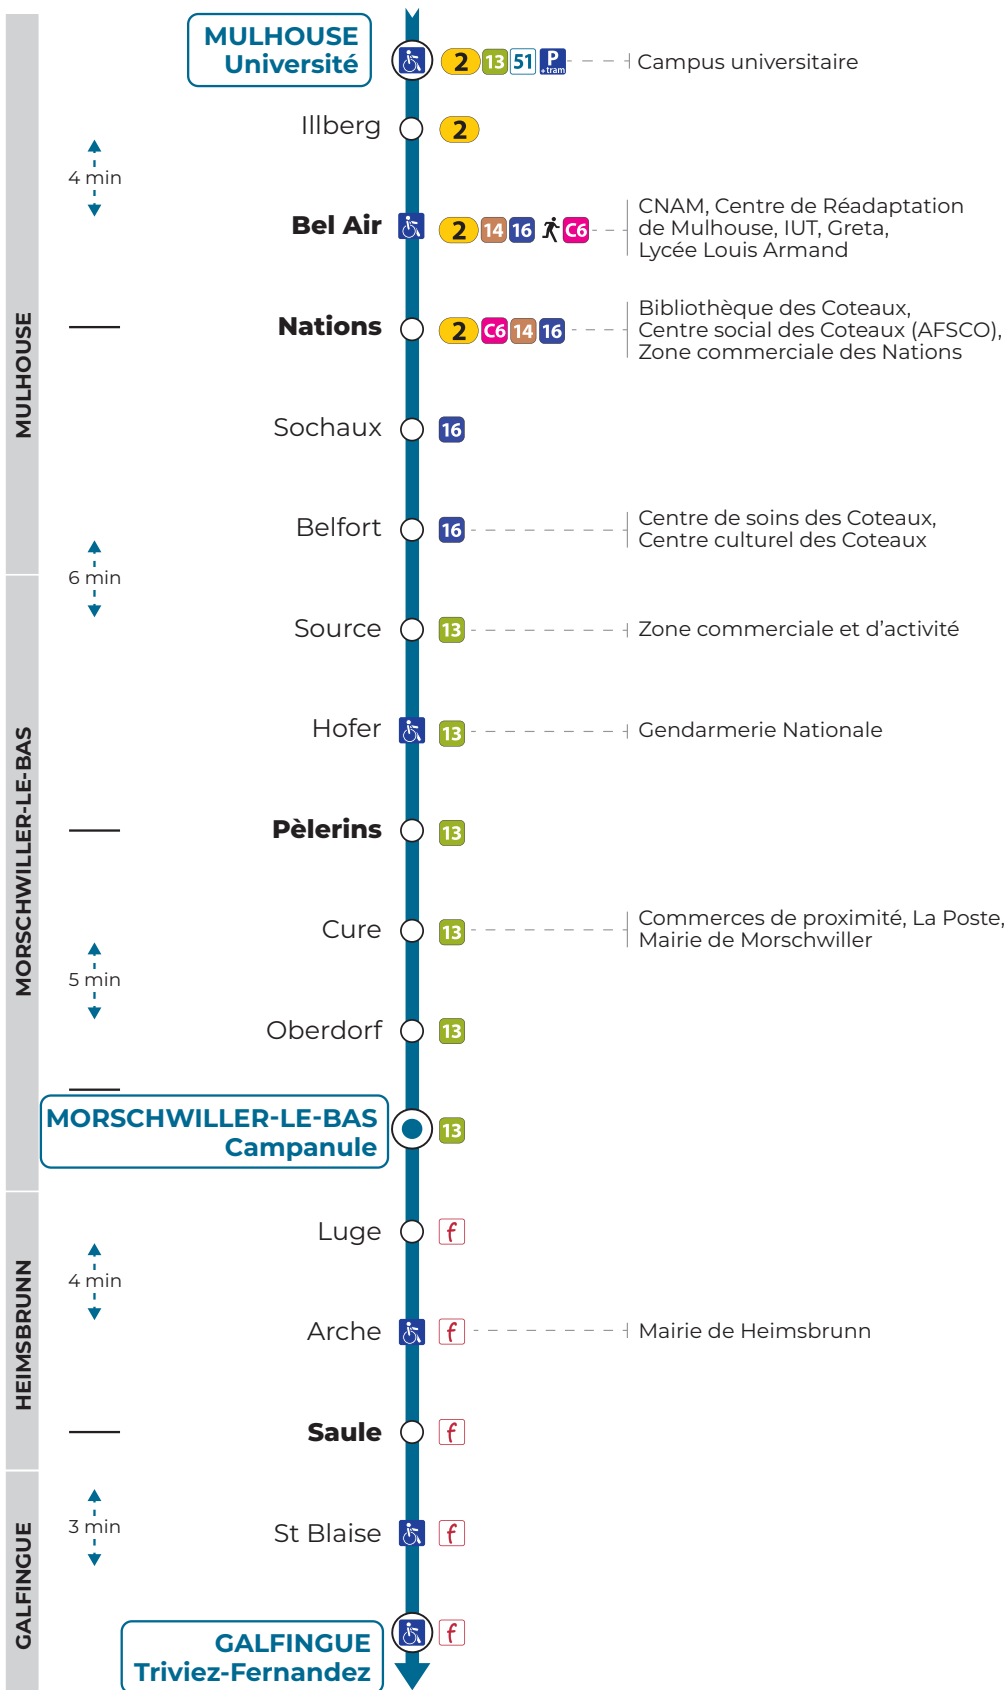 MULHOUSE
Université
2 13 51 P
+tram
Campus universitaire
Illberg
2
4 min
Bel Air
2 14 16 C6
CNAM, Centre de Réadaptation
de Mulhouse, IUT, Greta,
Lycée Louis Armand
Nations
2 C6 14 16
Bibliothèque des Coteaux,
Centre social des Coteaux (AFSCO),
Zone commerciale des Nations
MULHOUSE
Sochaux
16
Belfort
16
Centre de soins des Coteaux,
Centre culturel des Coteaux
6 min
Source
13
Zone commerciale et d’activité
Hofer
13
Gendarmerie Nationale
MORSCHWILLER-LE-BAS
Pèlerins
13
Cure
13
Commerces de proximité, La Poste,
Mairie de Morschwiller
5 min
Oberdorf
13
MORSCHWILLER-LE-BAS
Campanule
13
Luge
f
4 min
HEIMSBRUNN
Arche
f
Mairie de Heimsbrunn
Saule
f
3 min
St Blaise
f
GALFINGUE
GALFINGUE
Triviez-Fernandez
f